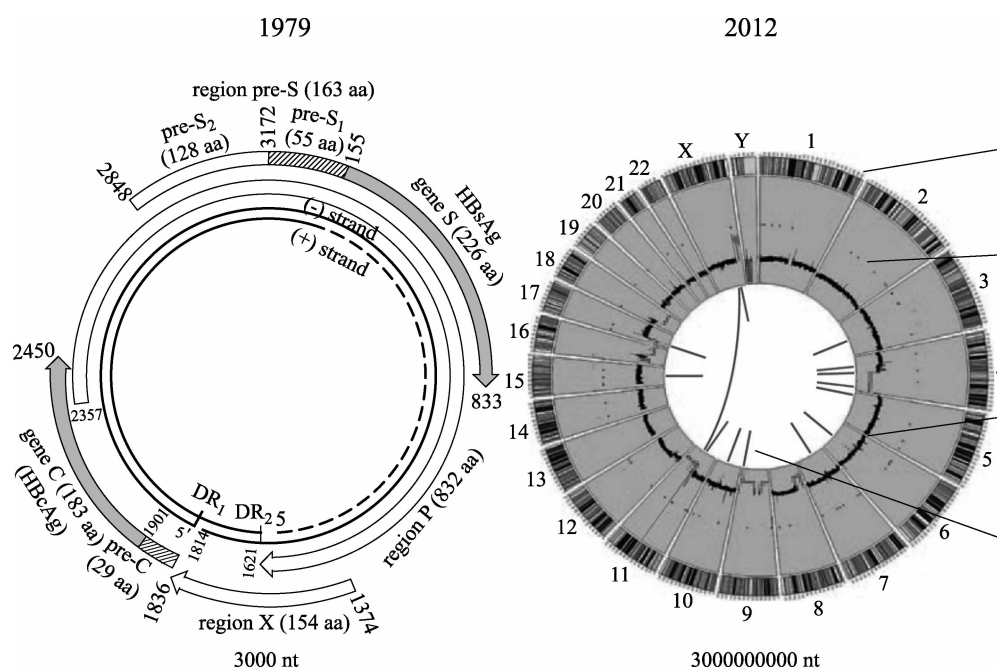 1979
region pre-S (163 aa)
pre-S2
(128 aa)
3172
pre-S1
(55 aa)
155
2848
HBsAg
gene S (226 aa)
(-) strand
(+) strand
2450
2357
833
gene C (183 aa)
(HBcAg)
1901
5'
DR1
1814
DR2
5
1621
region P (832 aa)
pre-C
(29 aa)
1836
1374
region X (154 aa)
3000 nt
2012
X
Y
1
2
3
5
6
7
8
9
10
11
12
13
14
15
16
17
18
19
20
21
22
3000000000 nt